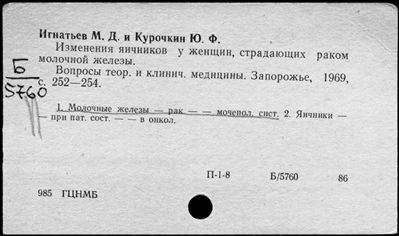 Игнатьев М. Д. и Курочкин Ю. Ф.
Изменения яичников у женщин, страдающих раком
молочной железы.
Вопросы теор. и клинич. медицины. Запорожье, 1969,
с. 252—254.
Б
5760
1. Молочные железы — рак — — мочепол. сист. 2. Яичники —
— при пат. сост. — — в онкол.
П-1-8 Б/5760 86
985 ГЦНМБ